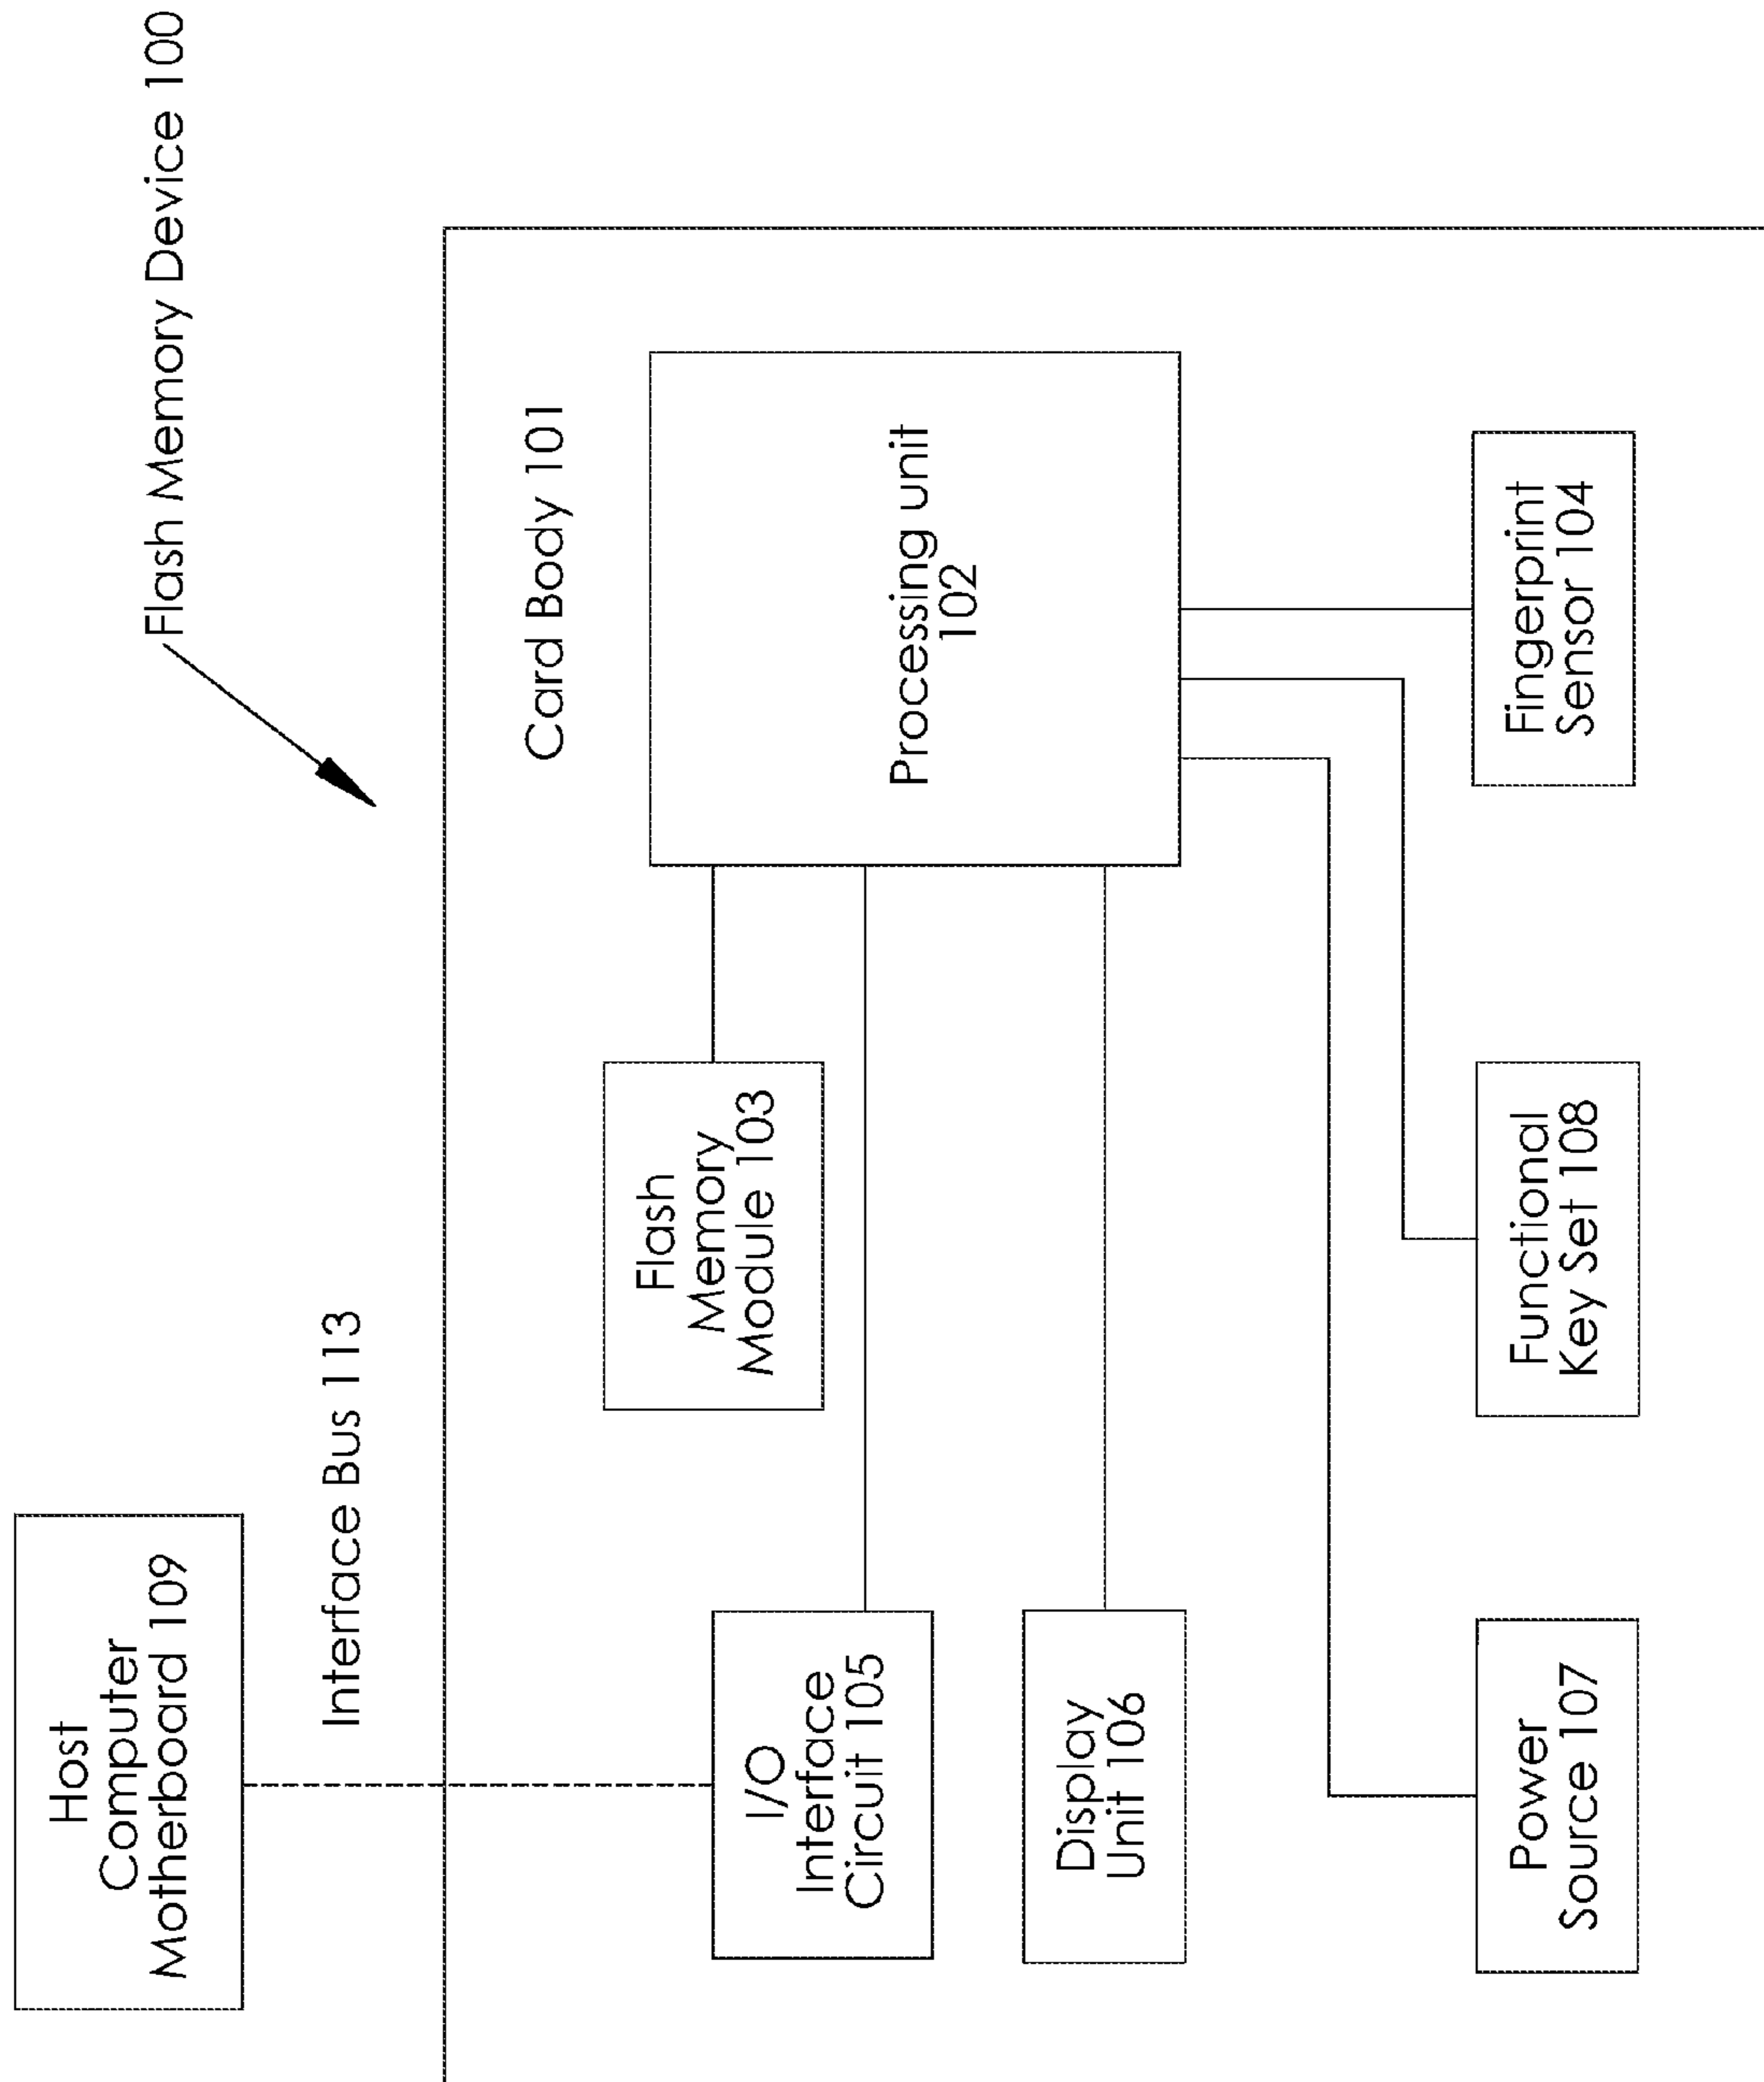 Flash Memory Device 100
Host
Computer
Motherboard 109
Interface Bus 113
Card Body 101
Flash
Memory
Module 103
Processing unit
102
I/O
Interface
Circuit 105
Display
Unit 106
Power
Source 107
Functional
Key Set 108
Fingerprint
Sensor 104